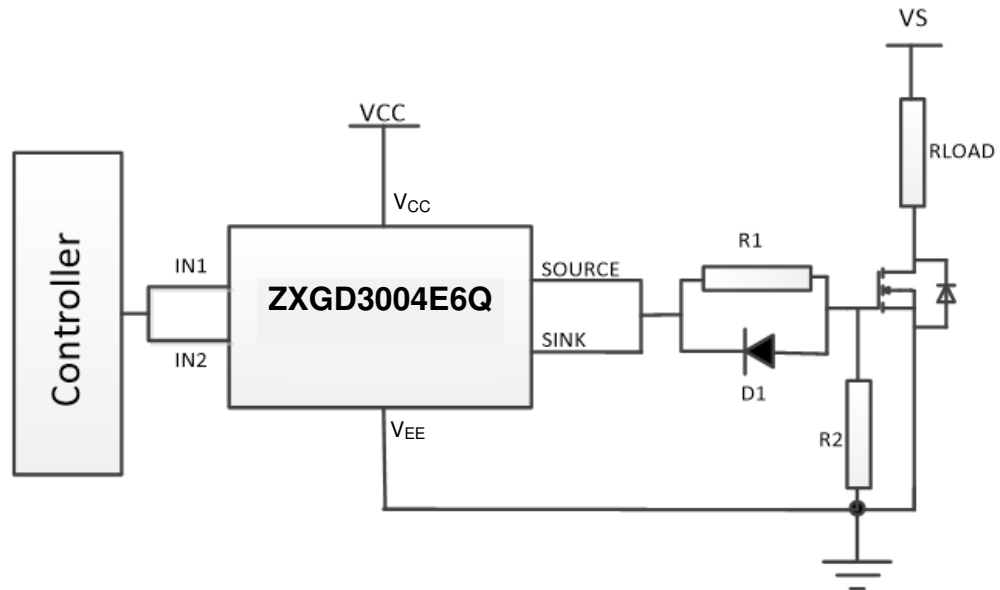 VS
RLOAD
VCC
VCC
Controller
IN1
IN2
ZXGD3004E6Q
SOURCE
SINK
R1
D1
VEE
R2